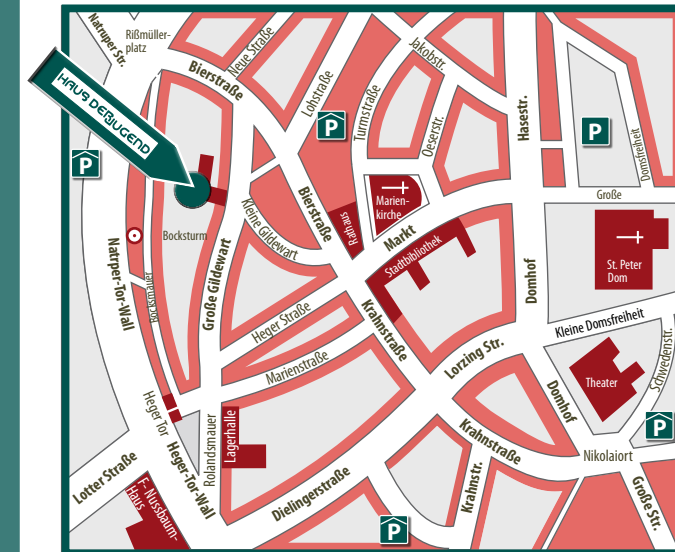 Natruper Str.
Rißmüller-
platz
Bierstraße
Neue Straße
Lohstraße
Turmstraße
Jakobstr.
Oeserstr.
Hasestr.
P
P
Domsfreiheit
HAUS DER JUGEND
P
Marien-
kirche
Rathaus
Bierstraße
Kleine Gildewart
Große
Markt
Stadtbibliothek
St. Peter
Dom
Bocksturm
Natrper-Tor-Wall
Bocksmauer
Große Gildewart
Domhof
Heger Straße
Krahnstraße
Kleine Domsfreiheit
Lorzing Str.
Marienstraße
Theater
Schwedenstr.
Domhof
Heger Tor
Heger-Tor-Wall
Rolandsmauer
Lagerhalle
P
Krahnstraße
Nikolaiort
Lotter Straße
F.-Nussbaum-
Haus
Dielingerstraße
Krahnstr.
Große Str.
P